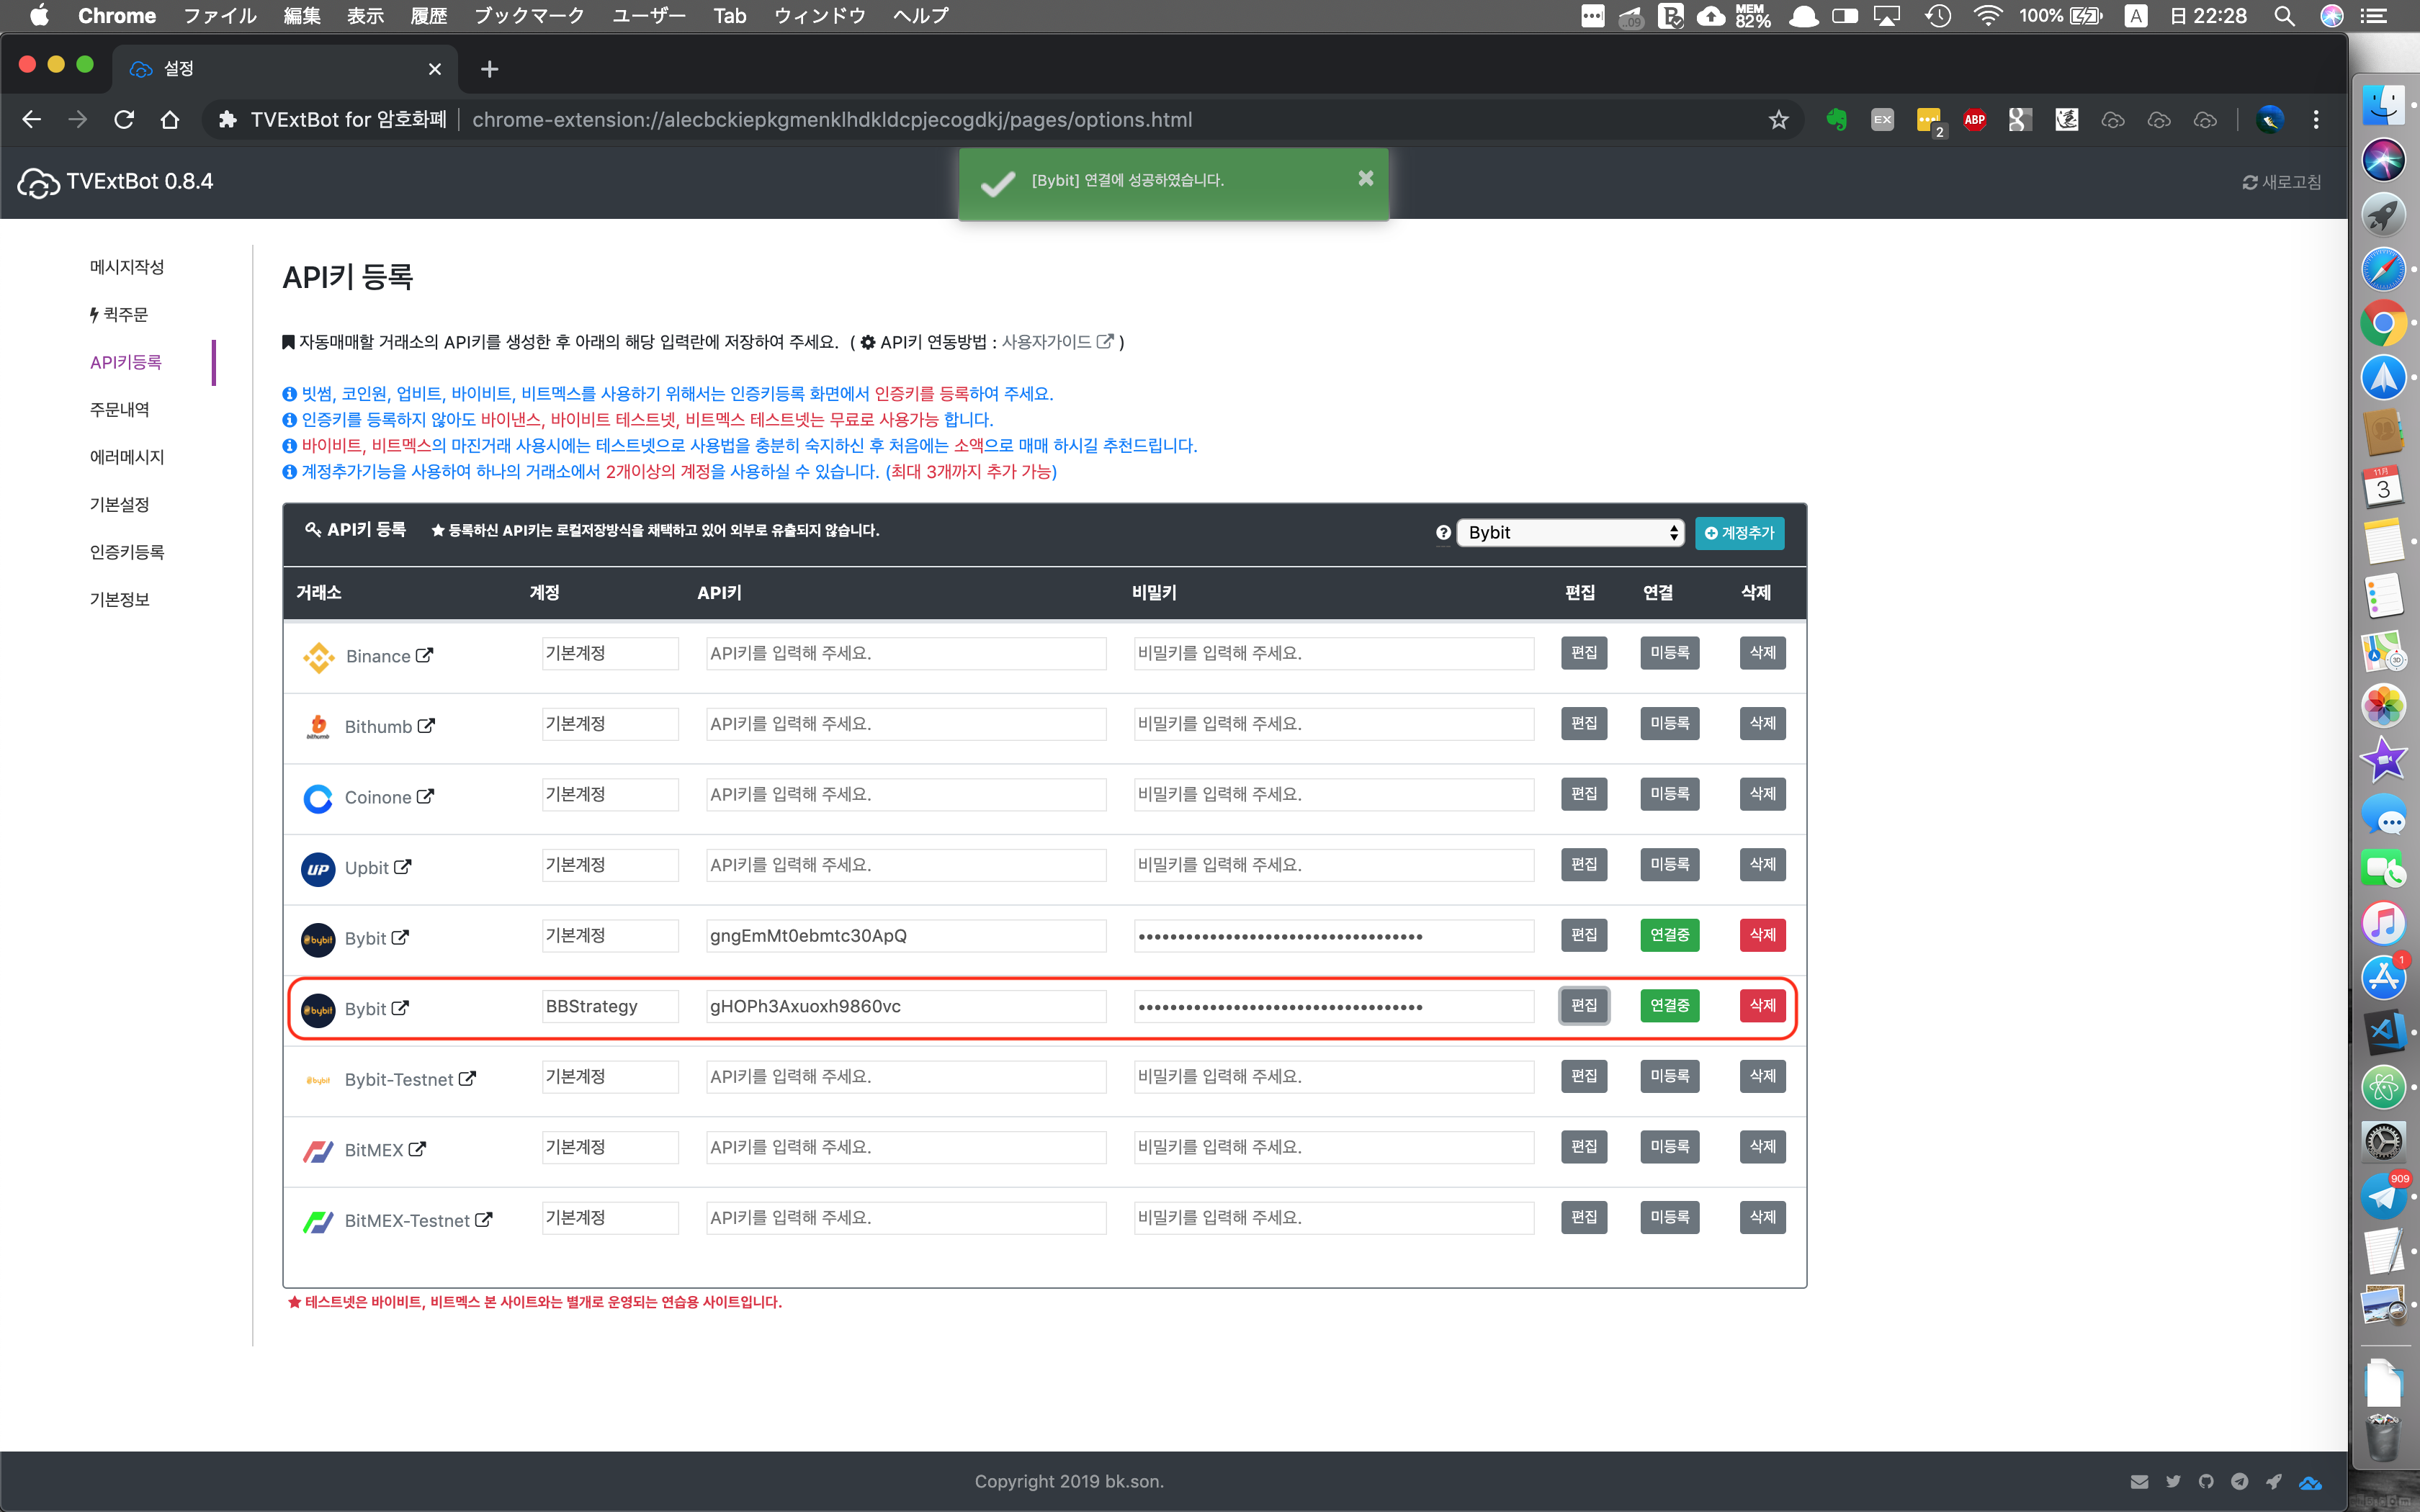 Chrome ファイル 編集 表示 履歴 ブックマーク ユーザー Tab ウィンドウ ヘルプ
MEM 82% 100% A 日 22:28
설정
TVExtBot for 암호화폐 chrome-extension://alecbckiepkgmenklhdkldcpjecogdkj/pages/options.html
EX 2 ABP
TVExtBot 0.8.4
[Bybit] 연결에 성공하였습니다.
새로고침
메시지작성
퀵주문
API키등록
주문내역
에러메시지
기본설정
인증키등록
기본정보
API키 등록
자동매매할 거래소의 API키를 생성한 후 아래의 해당 입력란에 저장하여 주세요. ( API키 연동방법 : 사용자가이드 )
빗썸, 코인원, 업비트, 바이비트, 비트멕스를 사용하기 위해서는 인증키등록 화면에서 인증키를 등록하여 주세요.
인증키를 등록하지 않아도 바이낸스, 바이비트 테스트넷, 비트멕스 테스트넷는 무료로 사용가능 합니다.
바이비트, 비트멕스의 마진거래 사용시에는 테스트넷으로 사용법을 충분히 숙지하신 후 처음에는 소액으로 매매 하시길 추천드립니다.
계정추가기능을 사용하여 하나의 거래소에서 2개이상의 계정을 사용하실 수 있습니다. (최대 3개까지 추가 가능)
API키 등록 ★ 등록하신 API키는 로컬저장방식을 채택하고 있어 외부로 유출되지 않습니다. Bybit 계정추가
거래소 계정 API키 비밀키 편집 연결 삭제
Binance 기본계정 API키를 입력해 주세요. 비밀키를 입력해 주세요. 편집 미등록 삭제
bithumb Bithumb 기본계정 API키를 입력해 주세요. 비밀키를 입력해 주세요. 편집 미등록 삭제
Coinone 기본계정 API키를 입력해 주세요. 비밀키를 입력해 주세요. 편집 미등록 삭제
UP Upbit 기본계정 API키를 입력해 주세요. 비밀키를 입력해 주세요. 편집 미등록 삭제
bybit Bybit 기본계정 gngEmMt0ebmtc30ApQ •••••••••••••••••••••••••••••••••••• 편집 연결중 삭제
bybit Bybit BBStrategy gHOPh3Axuoxh9860vc •••••••••••••••••••••••••••••••••••• 편집 연결중 삭제
bybit Bybit-Testnet 기본계정 API키를 입력해 주세요. 비밀키를 입력해 주세요. 편집 미등록 삭제
BitMEX 기본계정 API키를 입력해 주세요. 비밀키를 입력해 주세요. 편집 미등록 삭제
BitMEX-Testnet 기본계정 API키를 입력해 주세요. 비밀키를 입력해 주세요. 편집 미등록 삭제
★ 테스트넷은 바이비트, 비트멕스 본 사이트와는 별개로 운영되는 연습용 사이트입니다.
Copyright 2019 bk.son.
11月
3
3D
1
909